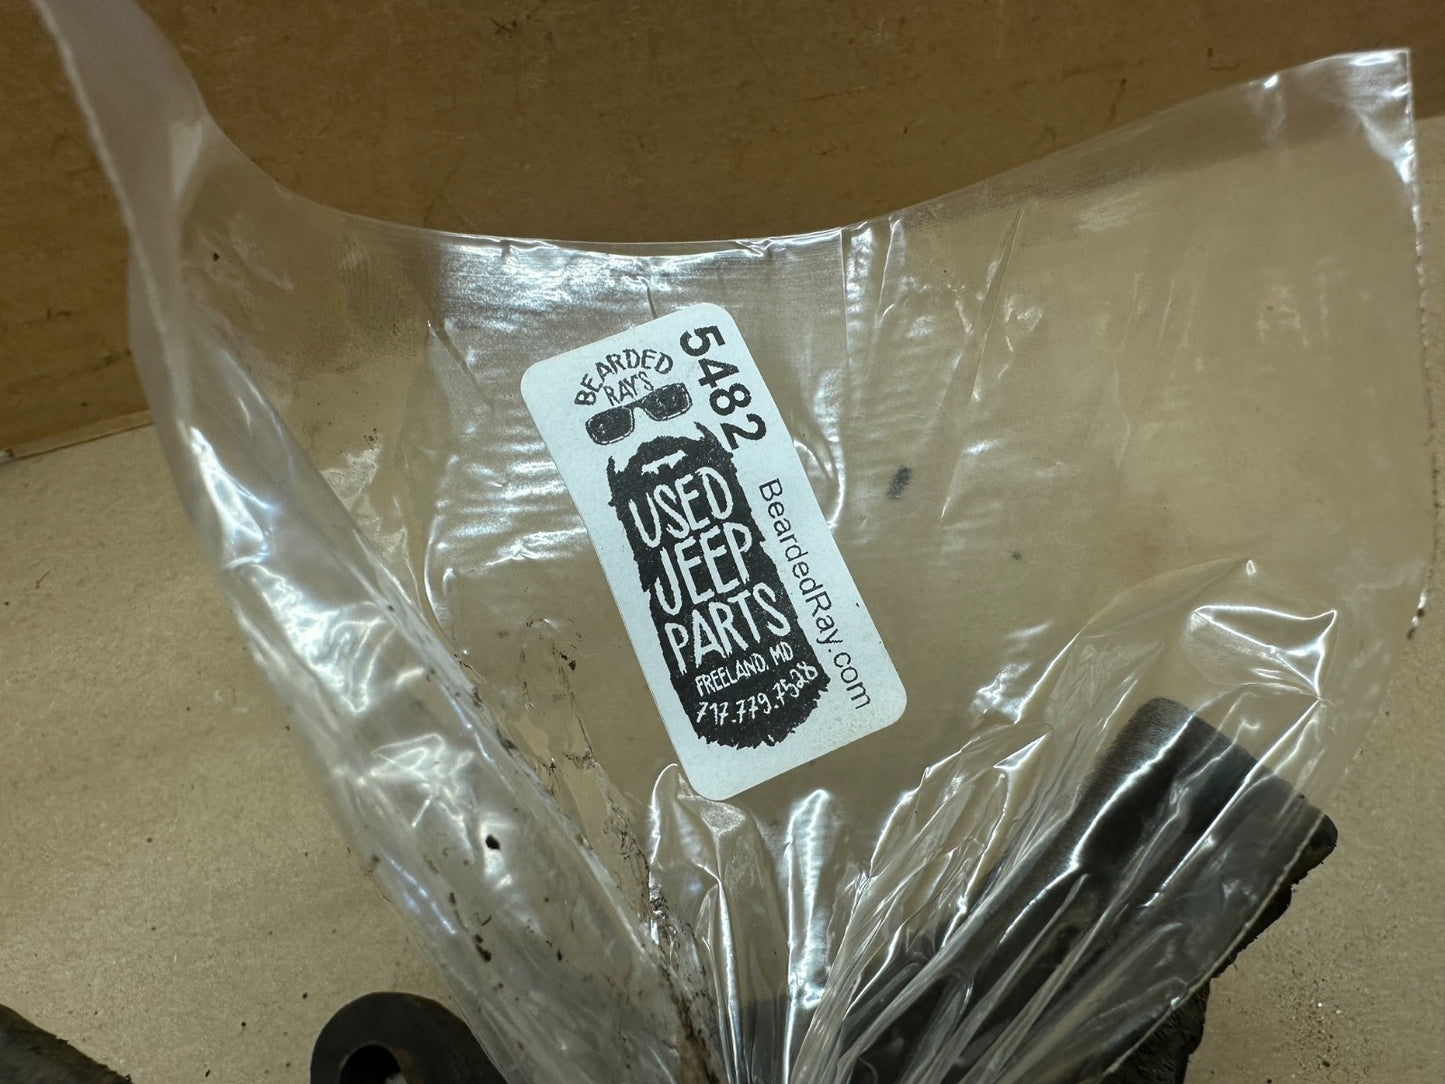 BEARDED
RAY'S
USED
JEEP
PARTS
FREELAND, MD
717.779.7528
5482
BeardedRay.com